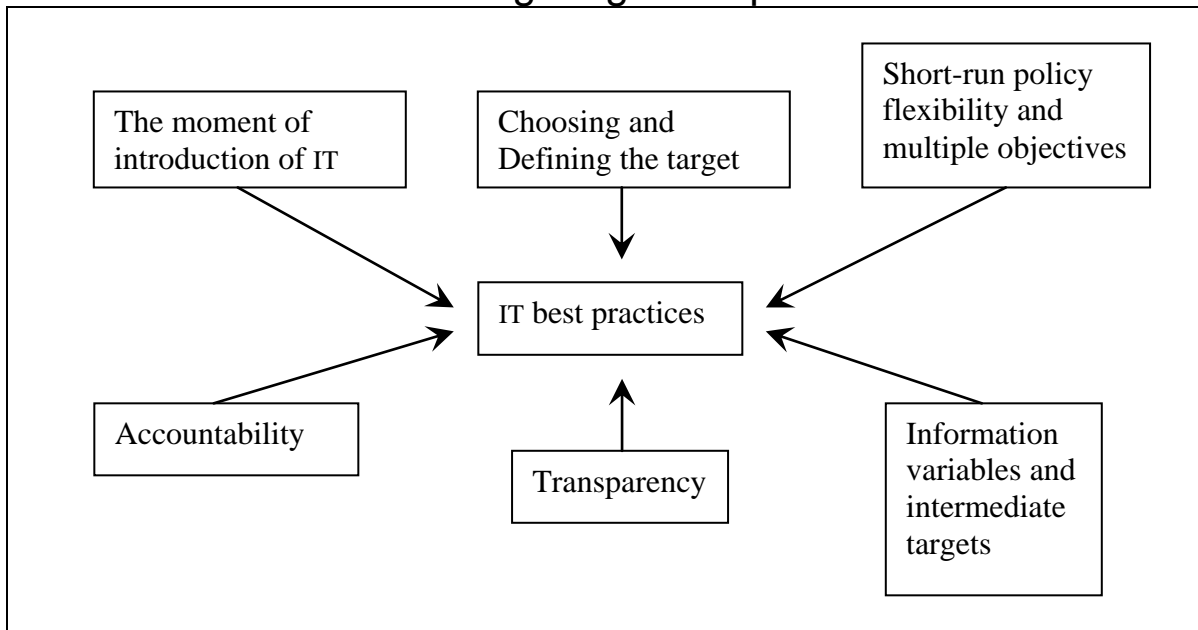 The moment of
introduction of IT
Choosing and
Defining the target
Short-run policy
flexibility and
multiple objectives
IT best practices
Accountability
Transparency
Information
variables and
intermediate
targets